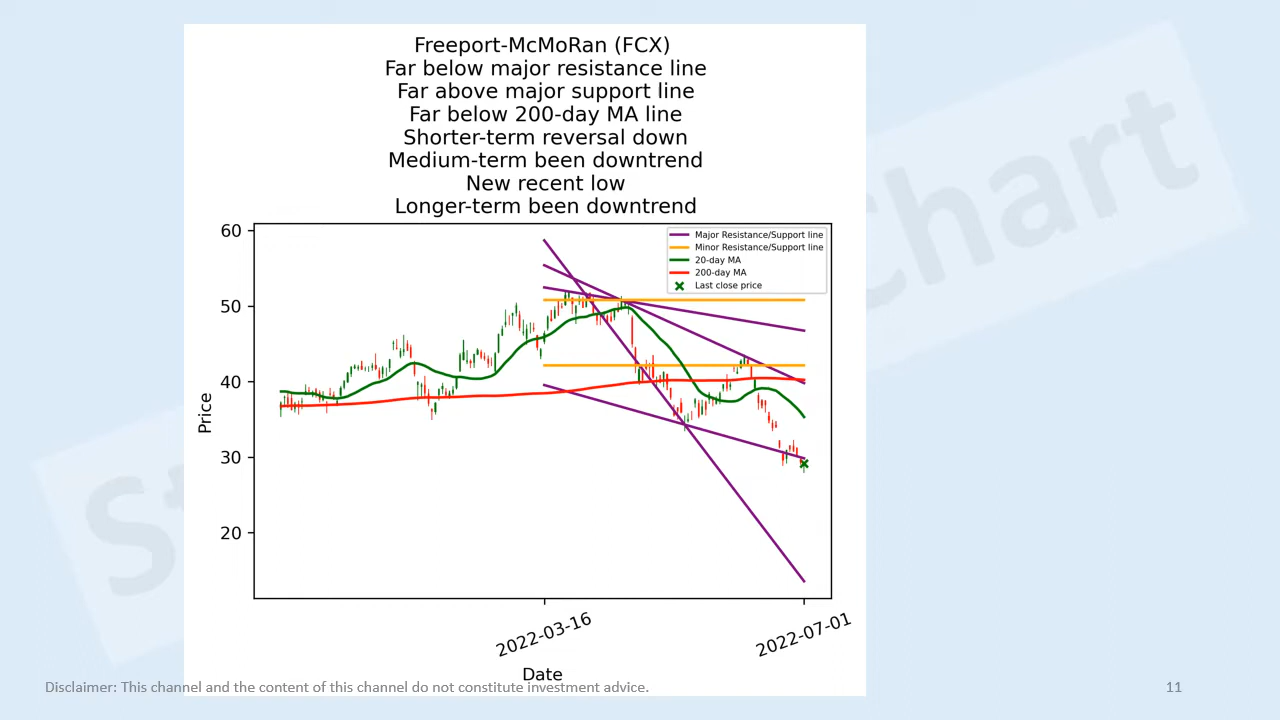 Freeport-McMoRan (FCX)
Far below major resistance line
Far above major support line
Far below 200-day MA line
Shorter-term reversal down
Medium-term been downtrend
New recent low
Longer-term been downtrend
60
50
40
30
20
Price
Major Resistance/Support line
Minor Resistance/Support line
20-day MA
200-day MA
Last close price
2022-03-16
2022-07-01
Date
Disclaimer: This channel and the content of this channel do not constitute investment advice.
11
St
chart